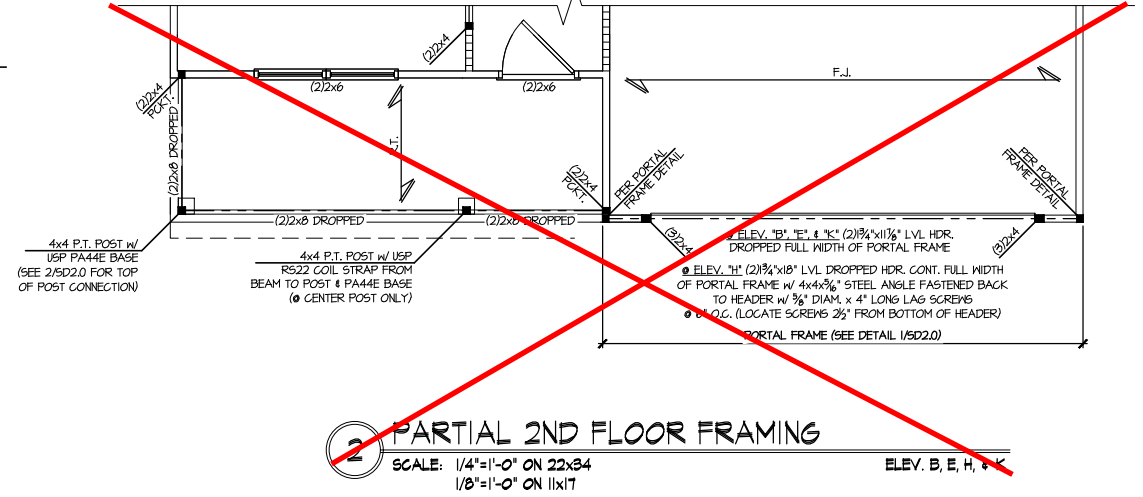 (2)2x4
F.J.
(2)2x4
PCKT.
(2)2x6
(2)2x6
(2)2x8 DROPPED
(2)2x4
PCKT.
PER PORTAL
FRAME DETAIL
PER PORTAL
FRAME DETAIL
(2)2x8 DROPPED
(2)2x8 DROPPED
(3)2x4
(3)2x4
4x4 P.T. POST W/
USP PA44E BASE
(SEE 2/SD2.0 FOR TOP
OF POST CONNECTION)
4x4 P.T. POST W/ USP
RS22 COIL STRAP FROM
BEAM TO POST & PA44E BASE
(@ CENTER POST ONLY)
ELEV. "B", "E", & "K" (2)1¾"x11⅞" LVL HDR.
DROPPED FULL WIDTH OF PORTAL FRAME
@ ELEV. "H" (2)1¾"x18" LVL DROPPED HDR. CONT. FULL WIDTH
OF PORTAL FRAME W/ 4x4x5/16" STEEL ANGLE FASTENED BACK
TO HEADER W/ ⅝" DIAM. x 4" LONG LAG SCREWS
@ O.C. (LOCATE SCREWS 2½" FROM BOTTOM OF HEADER)
PORTAL FRAME (SEE DETAIL 1/SD2.0)
2 PARTIAL 2ND FLOOR FRAMING
SCALE: 1/4"=1'-0" ON 22x34 ELEV. B, E, H, & K
1/8"=1'-0" ON 11x17